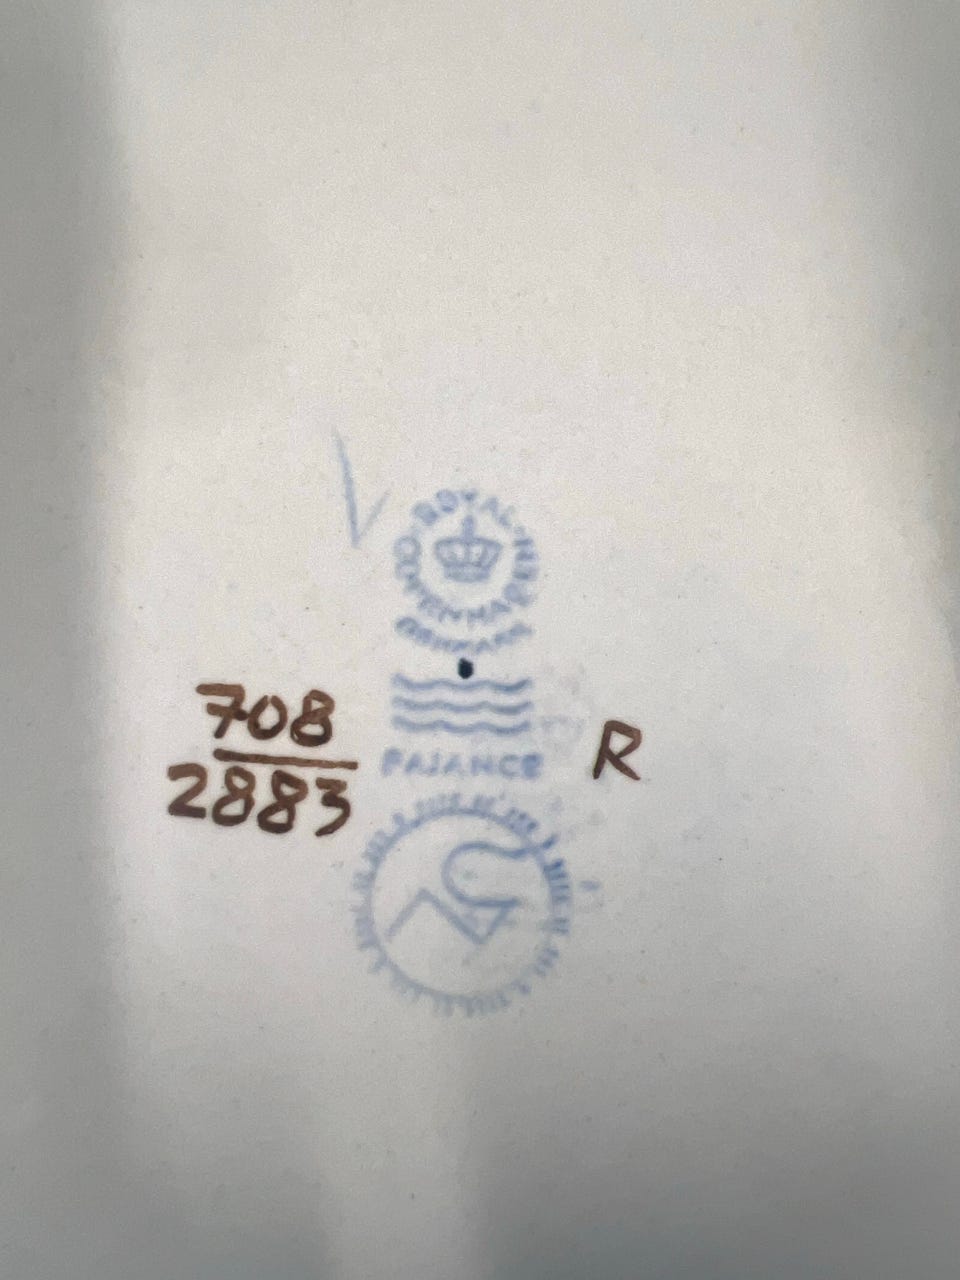 ROYAL COPENHAGEN
DENMARK
FAJANCE
708
2883
R